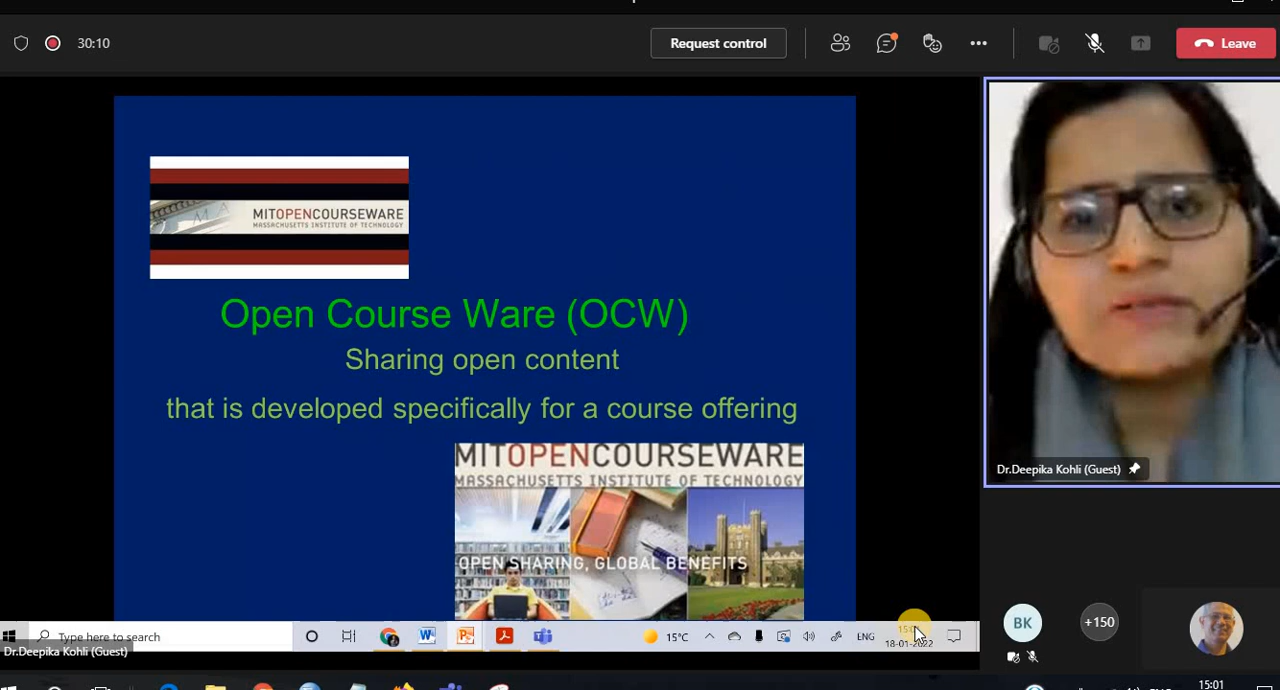 30:10
Request control
Leave
MITOPENCOURSEWARE
MASSACHUSETTS INSTITUTE OF TECHNOLOGY
Open Course Ware (OCW)
Sharing open content
that is developed specifically for a course offering
MITOPENCOURSEWARE
MASSACHUSETTS INSTITUTE OF TECHNOLOGY
OPEN SHARING, GLOBAL BENEFITS
Dr.Deepika Kohli (Guest)
BK
+150
Type here to search
15°C
ENG
18-01-2022
Dr.Deepika Kohli (Guest)
15:01